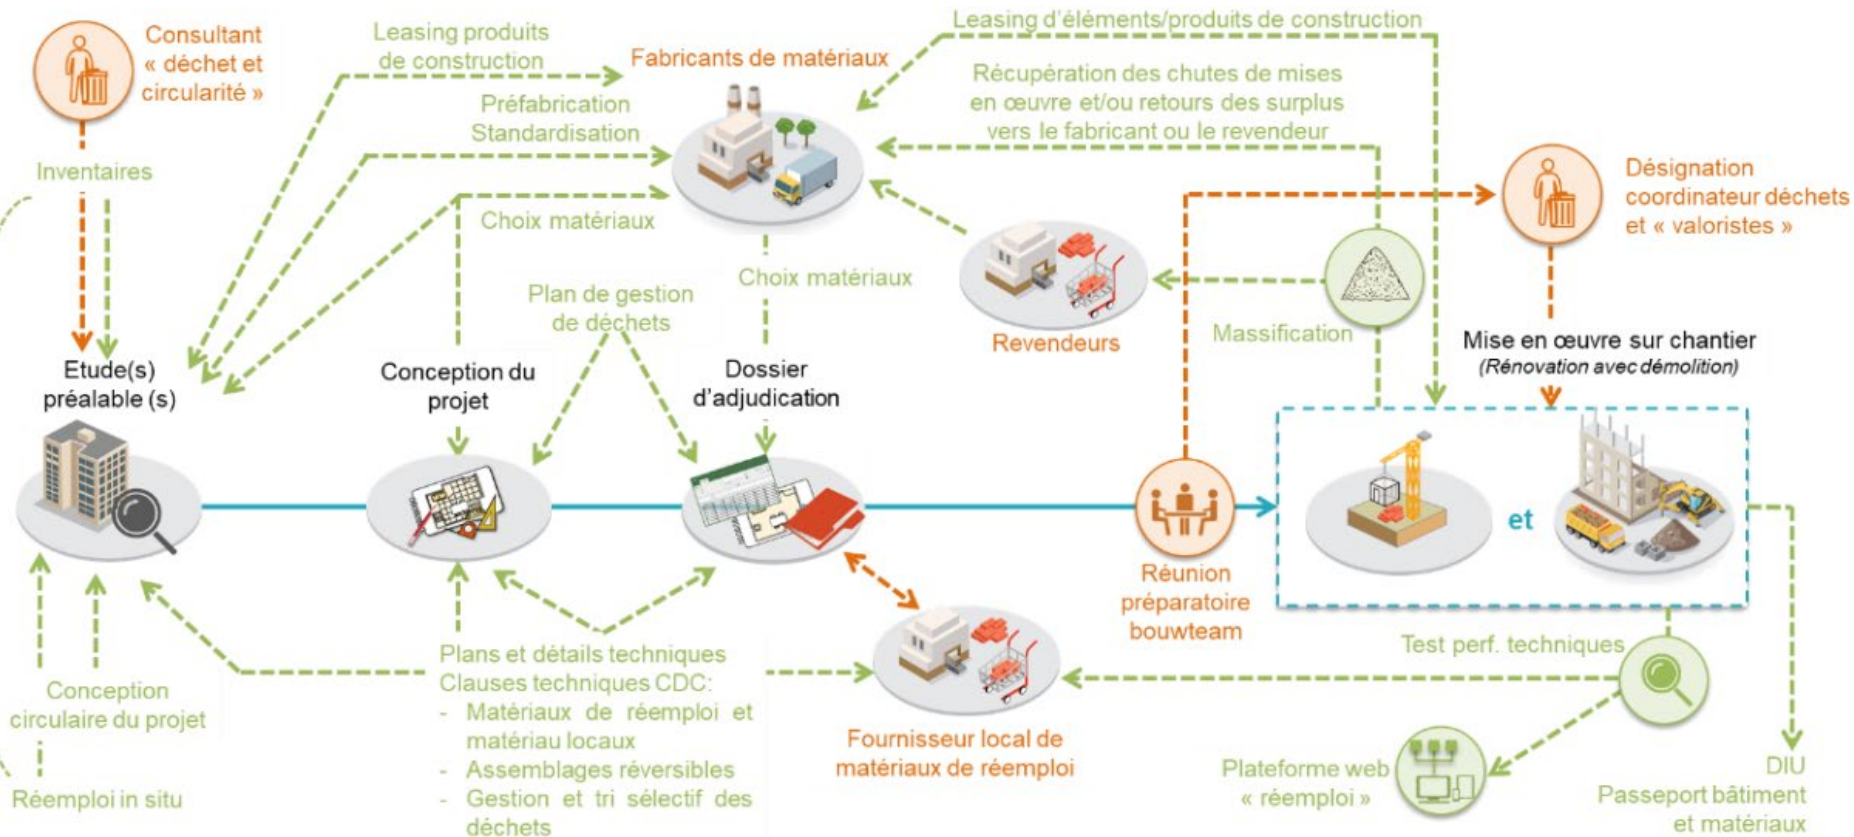 Consultant
« déchet et
circularité »
Leasing produits
de construction
Fabricants de matériaux
Leasing d'éléments/produits de construction
Récupération des chutes de mises
en œuvre et/ou retours des surplus
vers le fabricant ou le revendeur
Préfabrication
Standardisation
Inventaires
Choix matériaux
Désignation
coordinateur déchets
et « valoristes »
Plan de gestion
de déchets
Choix matériaux
Revendeurs
Massification
Etude(s)
préalable (s)
Conception du
projet
Dossier
d'adjudication
Mise en œuvre sur chantier
(Rénovation avec démolition)
et
Réunion
préparatoire
bouwteam
Conception
circulaire du projet
Réemploi in situ
Plans et détails techniques
Clauses techniques CDC:
- Matériaux de réemploi et
matériau locaux
- Assemblages réversibles
- Gestion et tri sélectif des
déchets
Fournisseur local de
matériaux de réemploi
Test perf. techniques
Plateforme web
« réemploi »
DIU
Passeport bâtiment
et matériaux